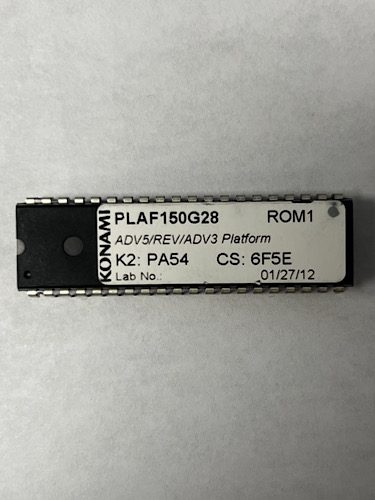 KONAMI
PLAF150G28 ROM1
ADV5/REV/ADV3 Platform
K2: PA54 CS: 6F5E
Lab No.: 01/27/12